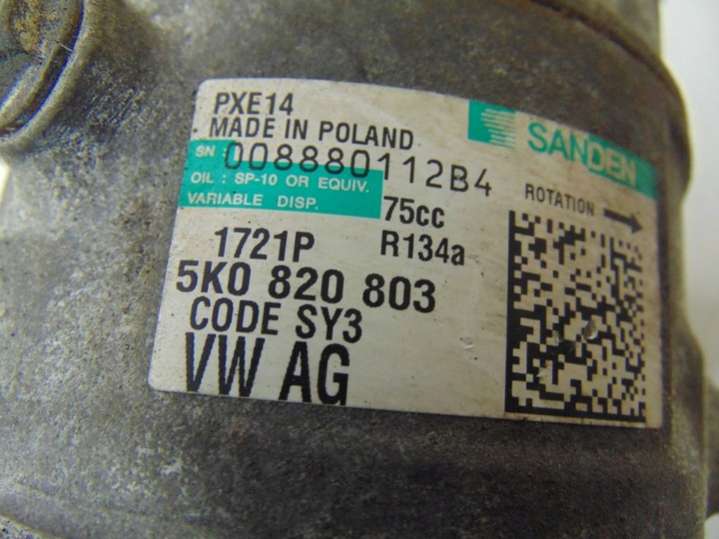 PXE14
MADE IN POLAND
SANDEN
SN : 008880112B4
OIL : SP-10 OR EQUIV.
75cc
VARIABLE DISP.
ROTATION
1721P R134a
5K0 820 803
CODE SY3
VW AG